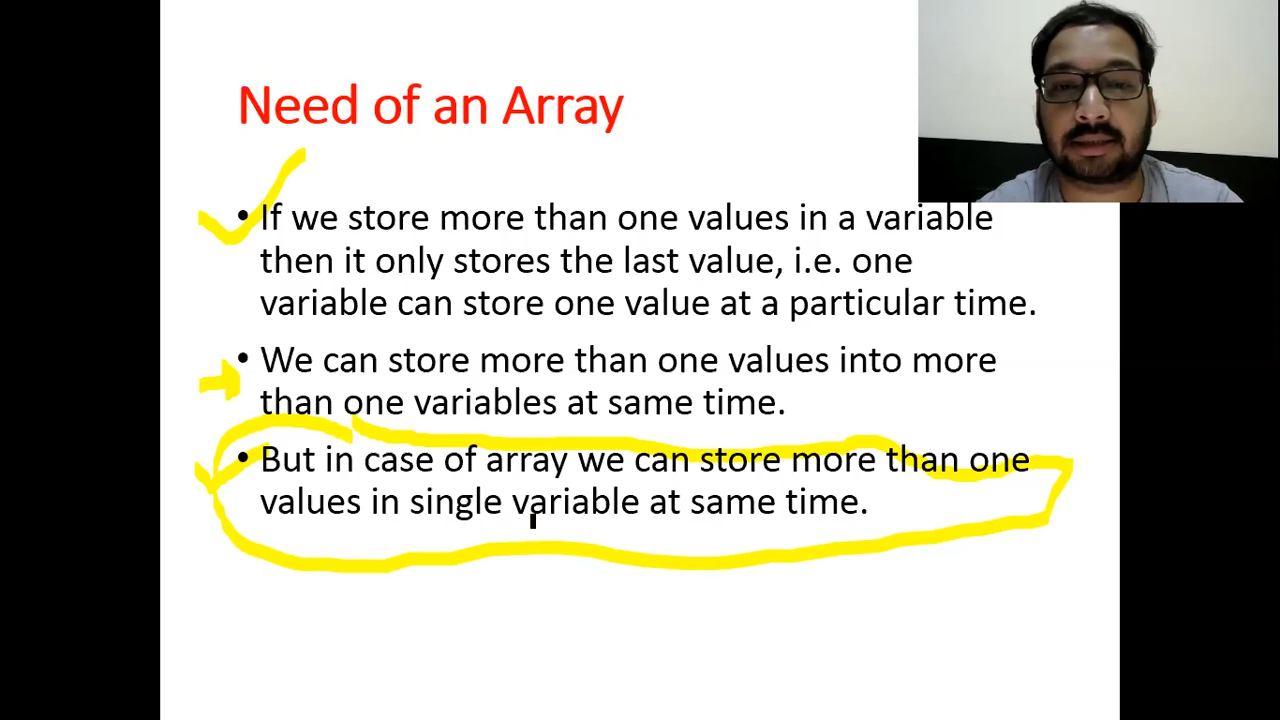 Need of an Array
• If we store more than one values in a variable
then it only stores the last value, i.e. one
variable can store one value at a particular time.
• We can store more than one values into more
than one variables at same time.
• But in case of array we can store more than one
values in single variable at same time.